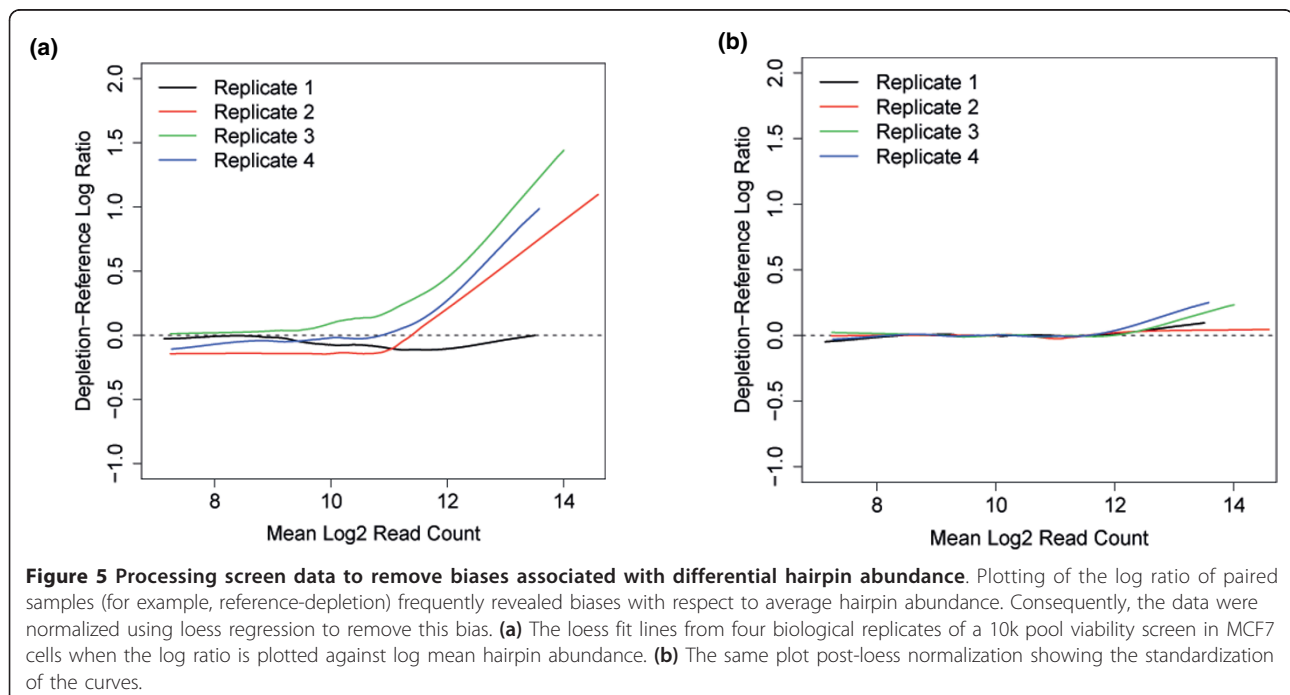 (a)
Depletion−Reference Log Ratio
2.0
1.5
1.0
0.5
0.0
−0.5
−1.0
Replicate 1
Replicate 2
Replicate 3
Replicate 4
8 10 12 14
Mean Log2 Read Count
(b)
Depletion−Reference Log Ratio
2.0
1.5
1.0
0.5
0.0
−0.5
−1.0
Replicate 1
Replicate 2
Replicate 3
Replicate 4
8 10 12 14
Mean Log2 Read Count
Figure 5 Processing screen data to remove biases associated with differential hairpin abundance. Plotting of the log ratio of paired
samples (for example, reference-depletion) frequently revealed biases with respect to average hairpin abundance. Consequently, the data were
normalized using loess regression to remove this bias. (a) The loess fit lines from four biological replicates of a 10k pool viability screen in MCF7
cells when the log ratio is plotted against log mean hairpin abundance. (b) The same plot post-loess normalization showing the standardization
of the curves.